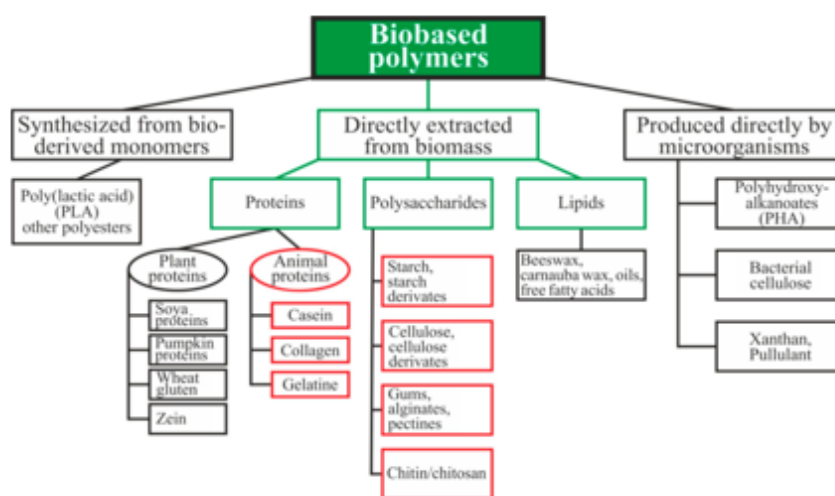 Biobased
polymers
Synthesized from bio-
derived monomers
Directly extracted
from biomass
Produced directly by
microorganisms
Poly(lactic acid)
(PLA)
other polyesters
Proteins
Polysaccharides
Lipids
Polyhydroxy-
alkanoates
(PHA)
Plant
proteins
Animal
proteins
Starch,
starch
derivates
Beeswax,
carnauba wax, oils,
free fatty acids
Bacterial
cellulose
Soya
proteins
Casein
Pumpkin
proteins
Collagen
Cellulose,
cellulose
derivates
Xanthan,
Pullulant
Wheat
gluten
Gelatine
Zein
Gums,
alginates,
pectines
Chitin/chitosan